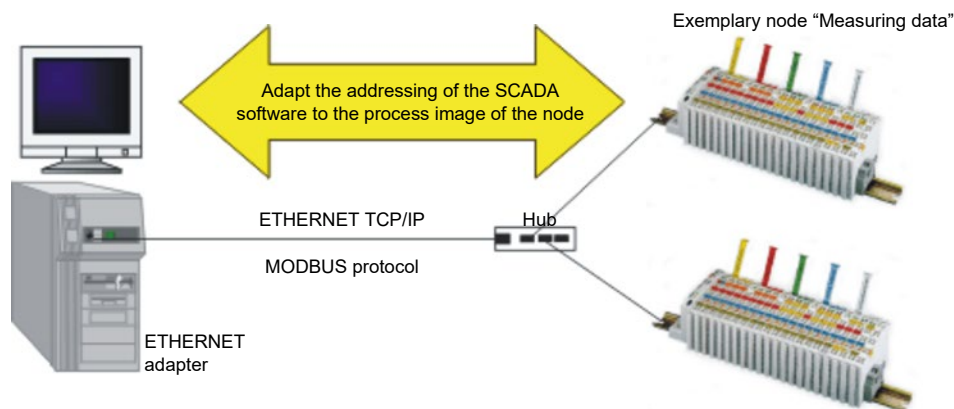 Exemplary node “Measuring data”
Adapt the addressing of the SCADA
software to the process image of the node
ETHERNET TCP/IP
Hub
MODBUS protocol
ETHERNET
adapter